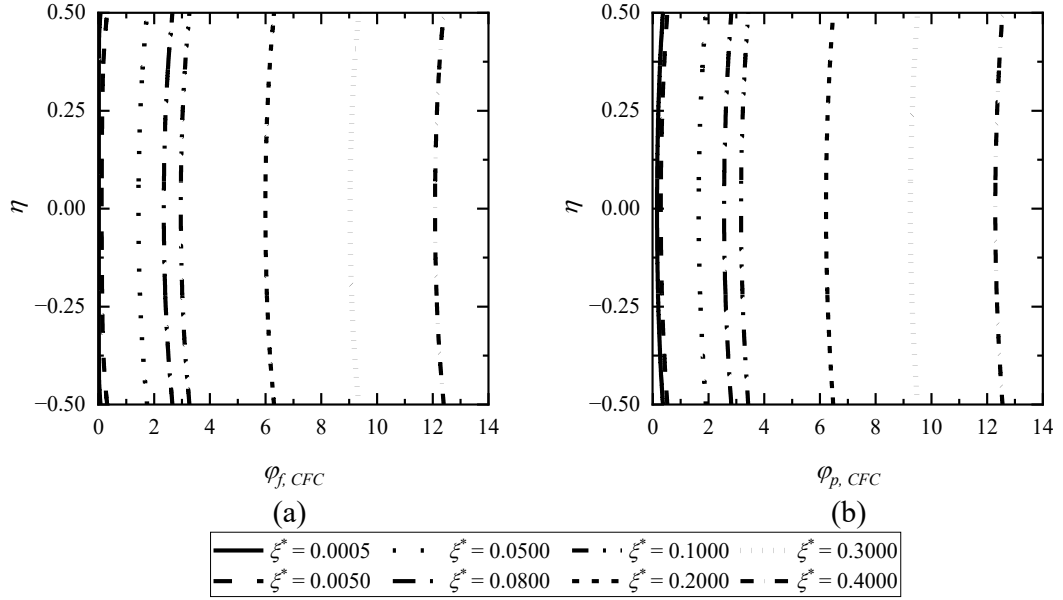 0.50 0.50
0.25 0.25
η 0.00 η 0.00
−0.25 −0.25
−0.50 −0.50
0 2 4 6 8 10 12 14 0 2 4 6 8 10 12 14
φf, CFC φp, CFC
(a) (b)
ξ* = 0.0005 ξ* = 0.0500 ξ* = 0.1000 ξ* = 0.3000
ξ* = 0.0050 ξ* = 0.0800 ξ* = 0.2000 ξ* = 0.4000